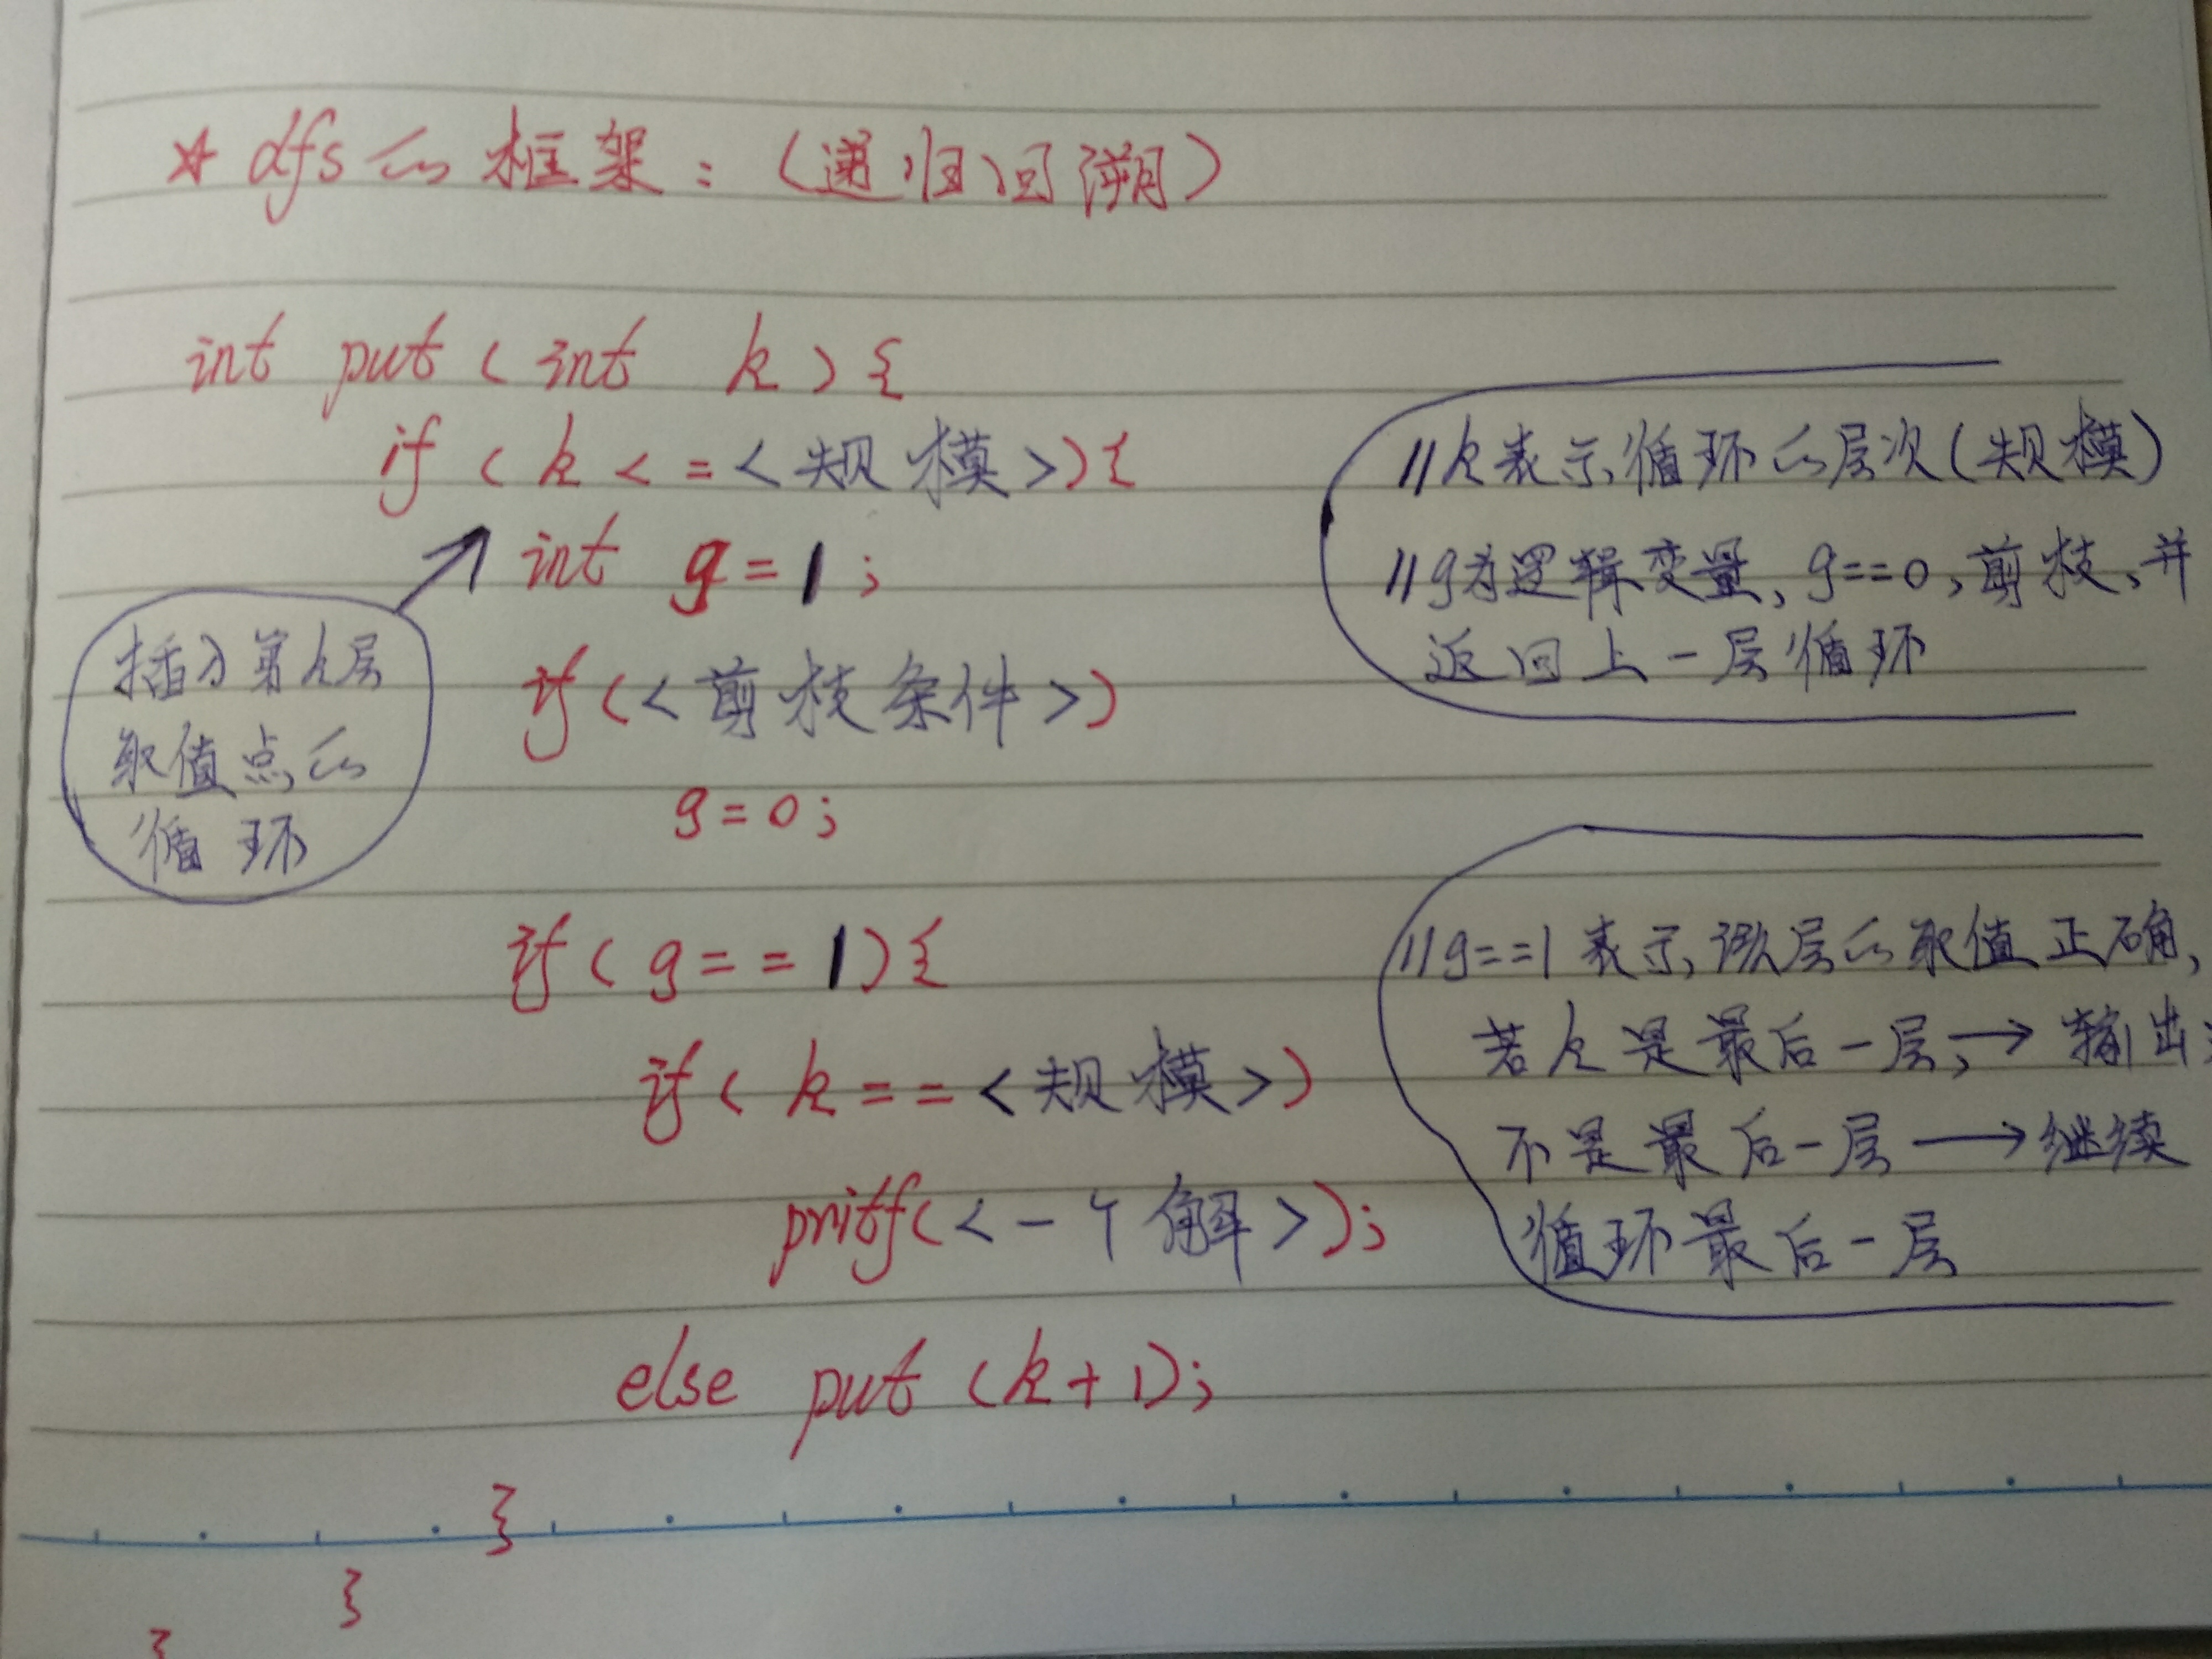 ☆ dfs的框架：（递归回溯）
int put (int k) {
if (k <= <规模>) {
int g = 1;
if (<剪枝条件>)
g = 0;
if (g == 1) {
if (k == <规模>)
pritf(<一个解>);
else put (k+1);
}
}
}
插入第k层
取值点的
循环
//k表示循环的层次(规模)
//g为逻辑变量, g==0, 剪枝, 并
返回上一层循环
//g==1表示该层的取值正确,
若k是最后一层, → 输出
不是最后一层 → 继续
循环最后一层